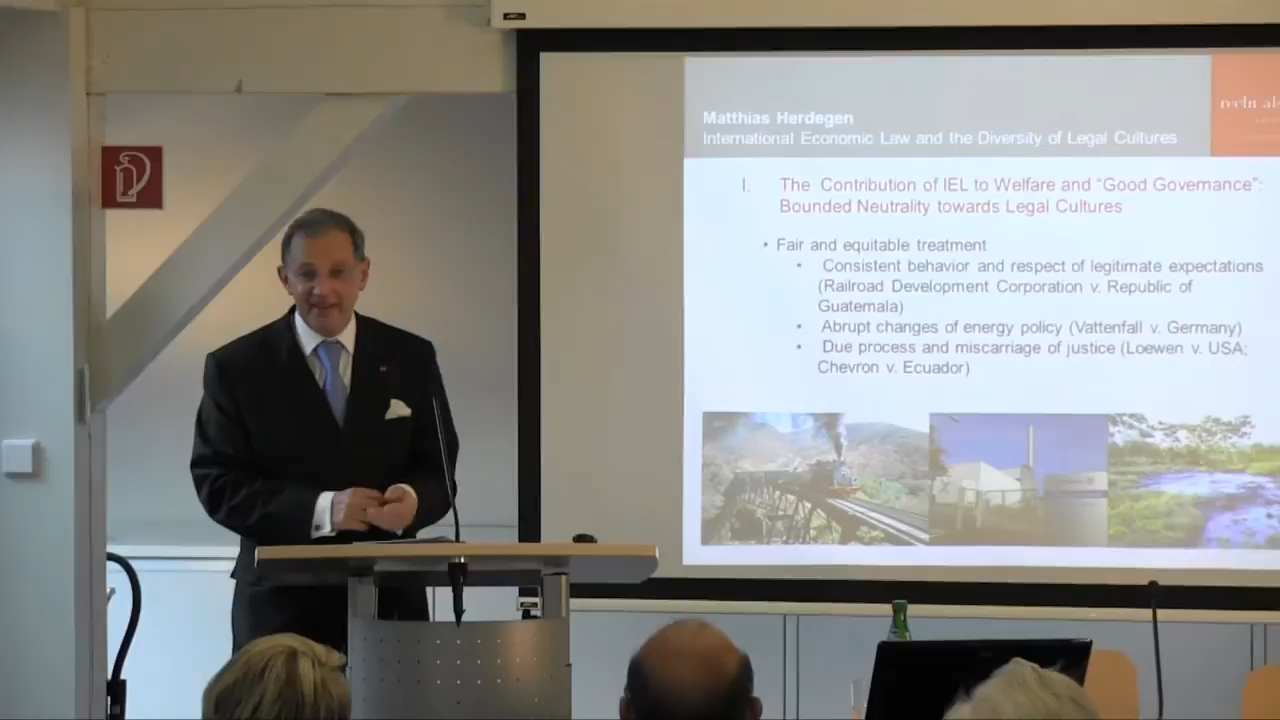 Matthias Herdegen
International Economic Law and the Diversity of Legal Cultures
I. The Contribution of IEL to Welfare and “Good Governance”:
Bounded Neutrality towards Legal Cultures
• Fair and equitable treatment
• Consistent behavior and respect of legitimate expectations
(Railroad Development Corporation v. Republic of
Guatemala)
• Abrupt changes of energy policy (Vattenfall v. Germany)
• Due process and miscarriage of justice (Loewen v. USA;
Chevron v. Ecuador)